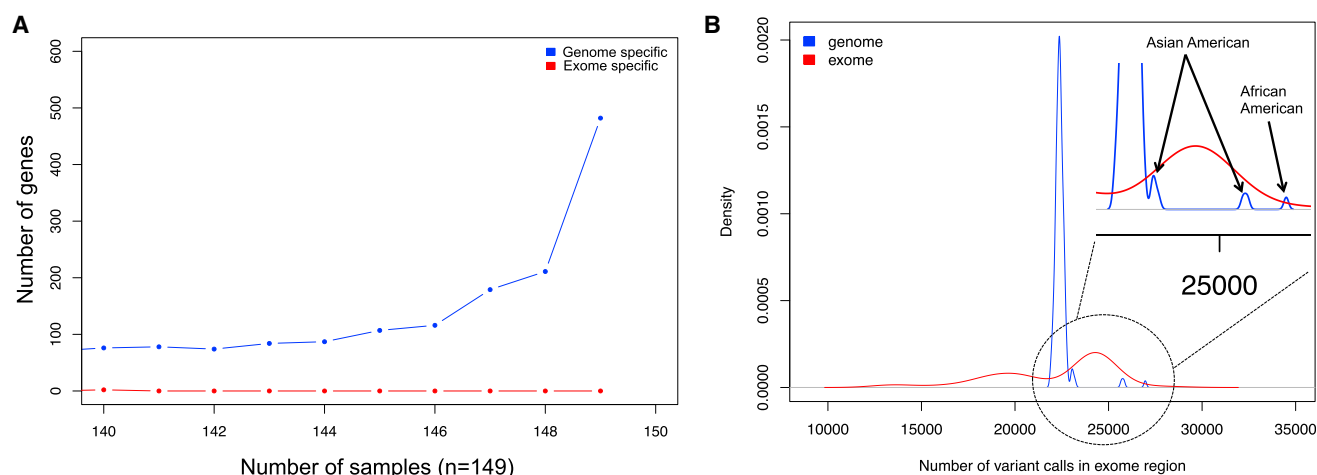 A
Number of genes
600
500
400
300
200
100
0
Genome specific
Exome specific
140
142
144
146
148
150
Number of samples (n=149)
B
Density
0.0020
0.0015
0.0010
0.0005
0.0000
genome
exome
Asian American
African
American
25000
10000
15000
20000
25000
30000
35000
Number of variant calls in exome region